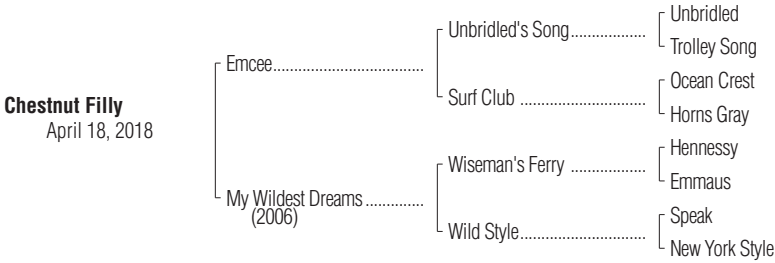 Chestnut Filly
April 18, 2018
Emcee..................................
My Wildest Dreams .............
(2006)
Unbridled's Song.................
Surf Club ............................
Wiseman's Ferry .................
Wild Style............................
Unbridled
Trolley Song
Ocean Crest
Horns Gray
Hennessy
Emmaus
Speak
New York Style